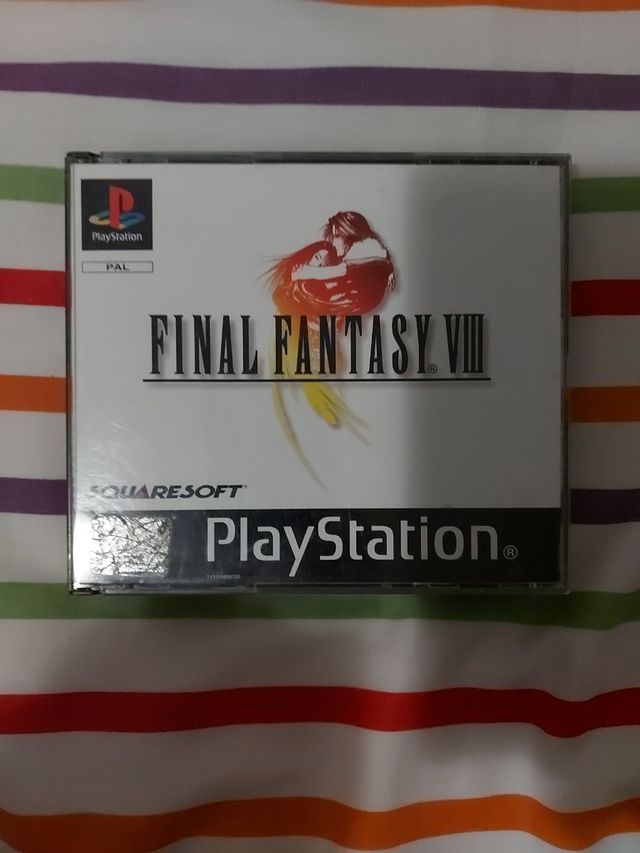 PlayStation
PAL
FINAL FANTASY® VIII
SQUARESOFT®
PlayStation®